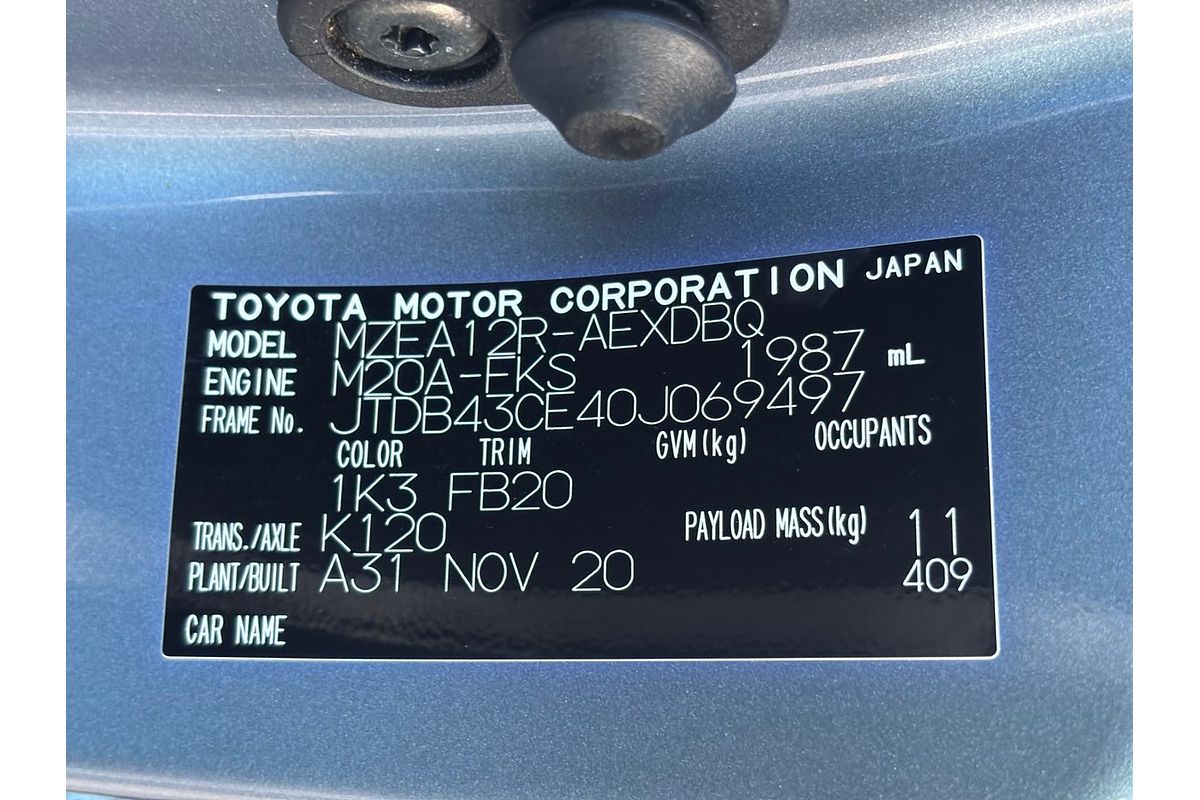 TOYOTA MOTOR CORPORATION JAPAN
MODEL MZEA12R-AEXDBQ
ENGINE M20A-FKS 1987 mL
FRAME No. JTDB43CE40J069497
COLOR TRIM GVM(kg) OCCUPANTS
1K3 FB20
TRANS./AXLE K120 PAYLOAD MASS(kg) 11
PLANT/BUILT A31 NOV 20 409
CAR NAME